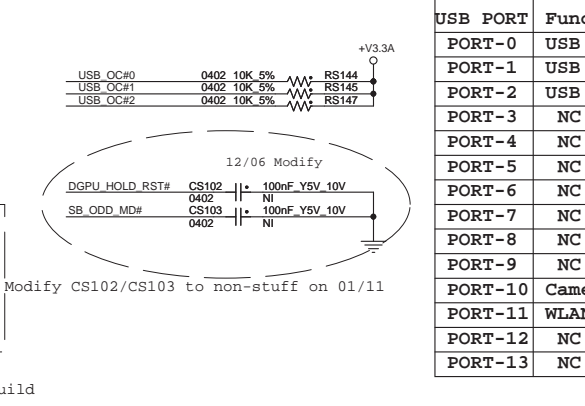 +V3.3A
USB_OC#0 0402 10K_5% RS144
USB_OC#1 0402 10K_5% RS145
USB_OC#2 0402 10K_5% RS147
12/06 Modify
DGPU_HOLD_RST# CS102 100nF_Y5V_10V
0402 NI
SB_ODD_MD# CS103 100nF_Y5V_10V
0402 NI
Modify CS102/CS103 to non-stuff on 01/11
uild
USB PORT Func
PORT-0 USB
PORT-1 USB
PORT-2 USB
PORT-3 NC
PORT-4 NC
PORT-5 NC
PORT-6 NC
PORT-7 NC
PORT-8 NC
PORT-9 NC
PORT-10 Came
PORT-11 WLAN
PORT-12 NC
PORT-13 NC